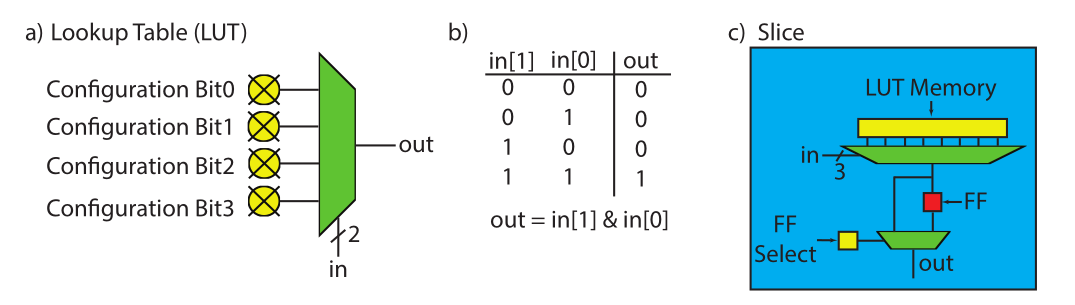 a) Lookup Table (LUT)
Configuration Bit0
Configuration Bit1
Configuration Bit2
Configuration Bit3
out
2
in
b)
in[1] in[0] out
0 0 0
0 1 0
1 0 0
1 1 1
out = in[1] & in[0]
c) Slice
LUT Memory
in
3
FF
FF
Select
out